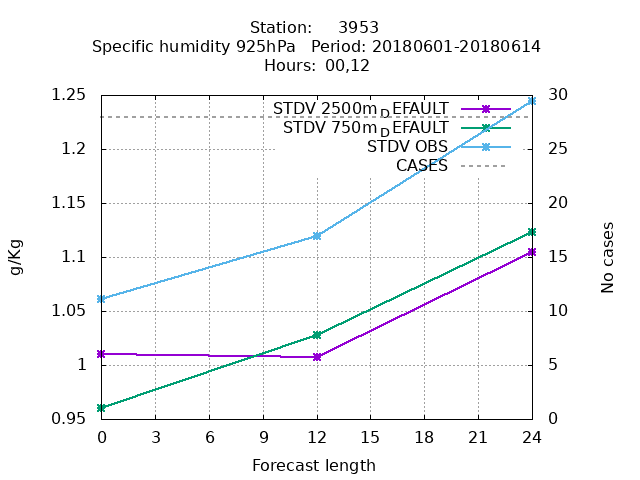 Station: 3953
Specific humidity 925hPa Period: 20180601-20180614
Hours: 00,12
1.25
1.2
1.15
1.1
1.05
1
0.95
g/Kg
STDV 2500m_DEFAULT
STDV 750m_DEFAULT
STDV OBS
CASES
30
25
20
15
10
5
0
No cases
0 3 6 9 12 15 18 21 24
Forecast length